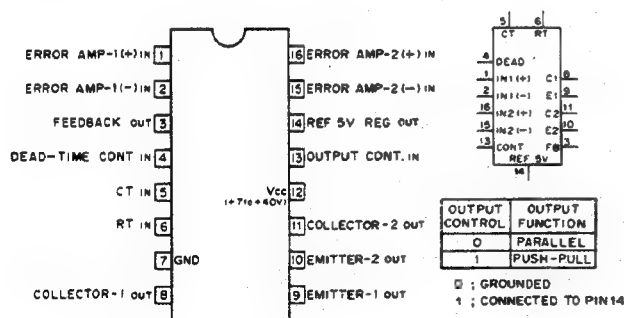 ERROR AMP-1(+) IN 1
ERROR AMP-1(-) IN 2
FEEDBACK OUT 3
DEAD-TIME CONT IN 4
CT IN 5
RT IN 6
7 GND
COLLECTOR-1 OUT 8
16 ERROR AMP-2(+) IN
15 ERROR AMP-2(-) IN
14 REF 5V REG OUT
13 OUTPUT CONT. IN
Vcc 12
(+7 to +40V)
11 COLLECTOR-2 OUT
10 EMITTER-2 OUT
9 EMITTER-1 OUT
5 6
CT RT
4 DEAD
1 IN1(+) C1 8
2 IN1(-) E1 9
16 IN2(+) C2 11
15 IN2(-) E2 10
13 CONT FB 3
REF 5V
14
OUTPUT CONTROL OUTPUT FUNCTION
0 PARALLEL
1 PUSH-PULL
0 ; GROUNDED
1 ; CONNECTED TO PIN 14